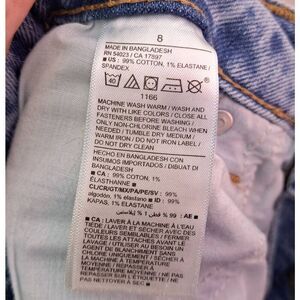 8
MADE IN BANGLADESH
RN 54023 / CA 17897
■ US : 99% COTTON, 1% ELASTANE /
SPANDEX
40
1166
MACHINE WASH WARM / WASH AND
DRY WITH LIKE COLORS / CLOSE ALL
FASTENERS BEFORE WASHING /
ONLY NON-CHLORINE BLEACH WHEN
NEEDED / TUMBLE DRY MEDIUM /
WARM IRON / DO NOT IRON LABEL /
DO NOT DRY CLEAN
HECHO EN BANGLADESH CON
INSUMOS IMPORTADOS / DIBUAT DI
BANGLADESH
■ CA : 99% COTON, 1%
ÉLASTHANNE ■
CL/CR/GT/MX/PA/PE/SV : 99%
algodón, 1% elastano ■ ID : 99%
KAPAS, 1% ELASTANE
■ AE : 99 % قطن 1 % إيلاستين
■ CA : LAVER À LA MACHINE À L'EAU
TIÈDE / LAVER ET SÉCHER AVEC DES
COULEURS SEMBLABLES / FERMER
TOUTES LES ATTACHES AVANT LE
LAVAGE / UTILISER AU BESOIN UN
AGENT DE BLANCHIMENT SANS
CHLORE / SÉCHER À LA MACHINE À
TEMPÉRATURE MOYENNE / REPASSER À
TEMPÉRATURE MOYENNE / NE PAS
REPASSER L'ÉTIQUETTE / NE
PAS NETTOYER À SEC ■